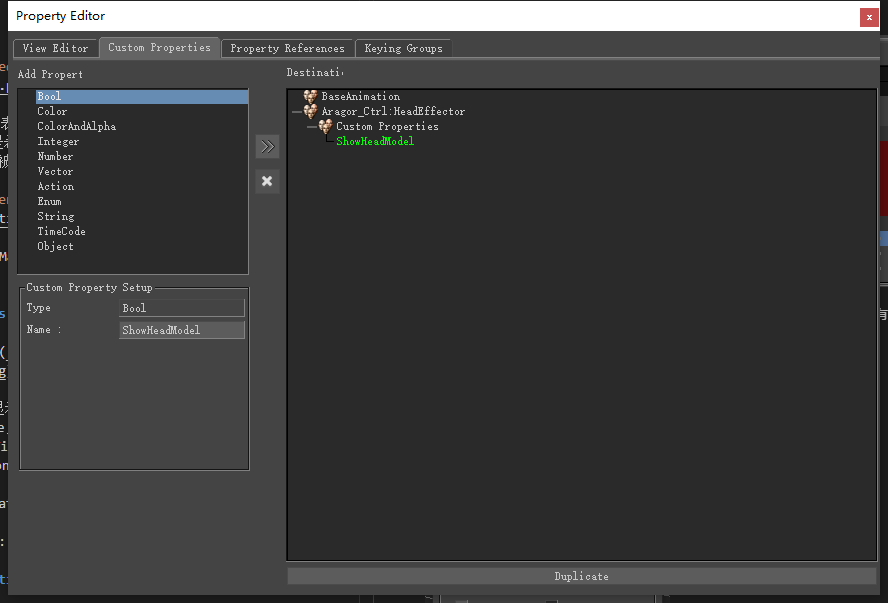 Property Editor
x
View Editor
Custom Properties
Property References
Keying Groups
Add Propert
Destinati
Bool
Color
ColorAndAlpha
Integer
Number
Vector
Action
Enum
String
TimeCode
Object
BaseAnimation
Aragor_Ctrl:HeadEffector
Custom Properties
ShowHeadModel
Custom Property Setup
Type
Bool
Name :
ShowHeadModel
Duplicate